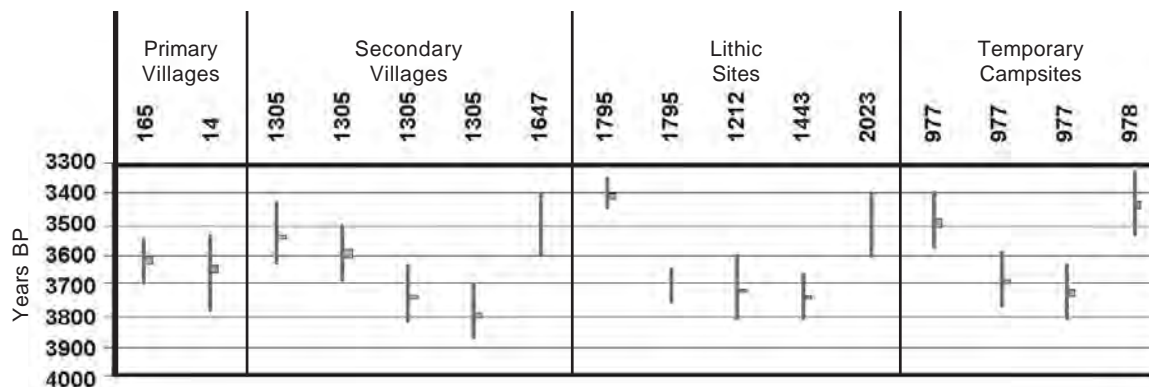 Primary
Villages
Secondary
Villages
Lithic
Sites
Temporary
Campsites
165
14
1305
1305
1305
1305
1647
1795
1795
1212
1443
2023
977
977
977
978
Years BP
3300
3400
3500
3600
3700
3800
3900
4000